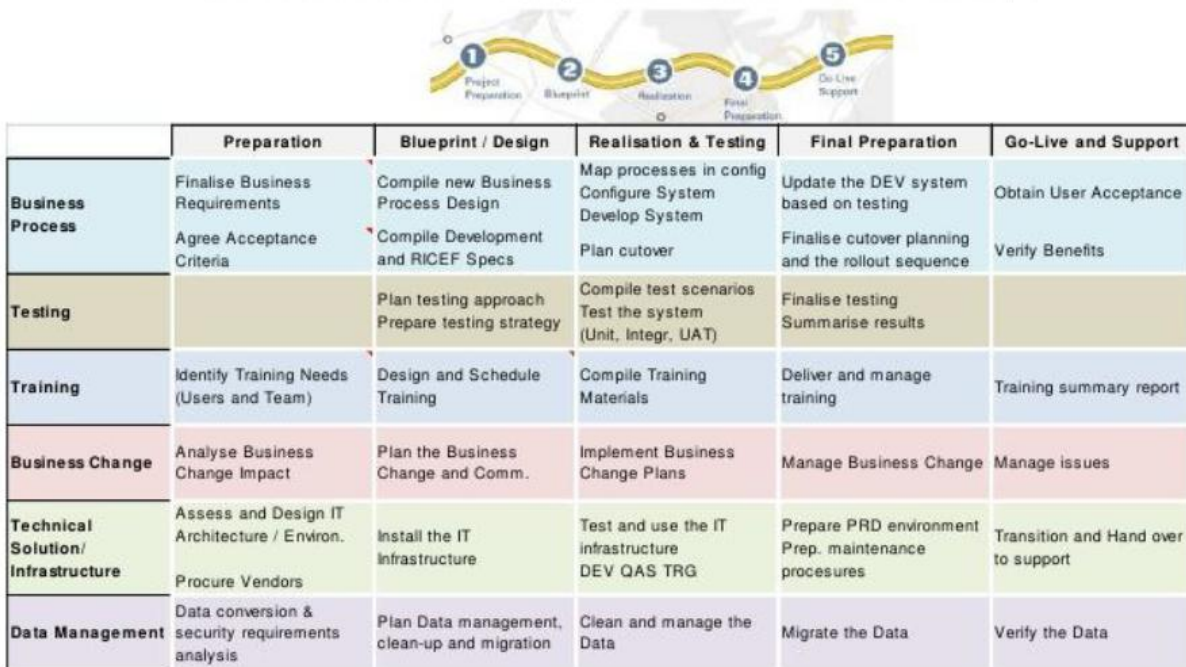 1
2
3
4
5
Project
Preparation
Blueprint
Realization
Final
Preparation
Go Live
Support
Preparation
Blueprint / Design
Realisation & Testing
Final Preparation
Go-Live and Support
Business
Process
Finalise Business
Requirements
Agree Acceptance
Criteria
Compile new Business
Process Design
Compile Development
and RICEF Specs
Map processes in config
Configure System
Develop System
Plan cutover
Update the DEV system
based on testing
Finalise cutover planning
and the rollout sequence
Obtain User Acceptance
Verify Benefits
Testing
Plan testing approach
Prepare testing strategy
Compile test scenarios
Test the system
(Unit, Integr, UAT)
Finalise testing
Summarise results
Training
Identify Training Needs
(Users and Team)
Design and Schedule
Training
Compile Training
Materials
Deliver and manage
training
Training summary report
Business Change
Analyse Business
Change Impact
Plan the Business
Change and Comm.
Implement Business
Change Plans
Manage Business Change
Manage issues
Technical
Solution/
Infrastructure
Assess and Design IT
Architecture / Environ.
Procure Vendors
Install the IT
Infrastructure
Test and use the IT
infrastructure
DEV QAS TRG
Prepare PRD environment
Prep. maintenance
procesures
Transition and Hand over
to support
Data Management
Data conversion &
security requirements
analysis
Plan Data management,
clean-up and migration
Clean and manage the
Data
Migrate the Data
Verify the Data